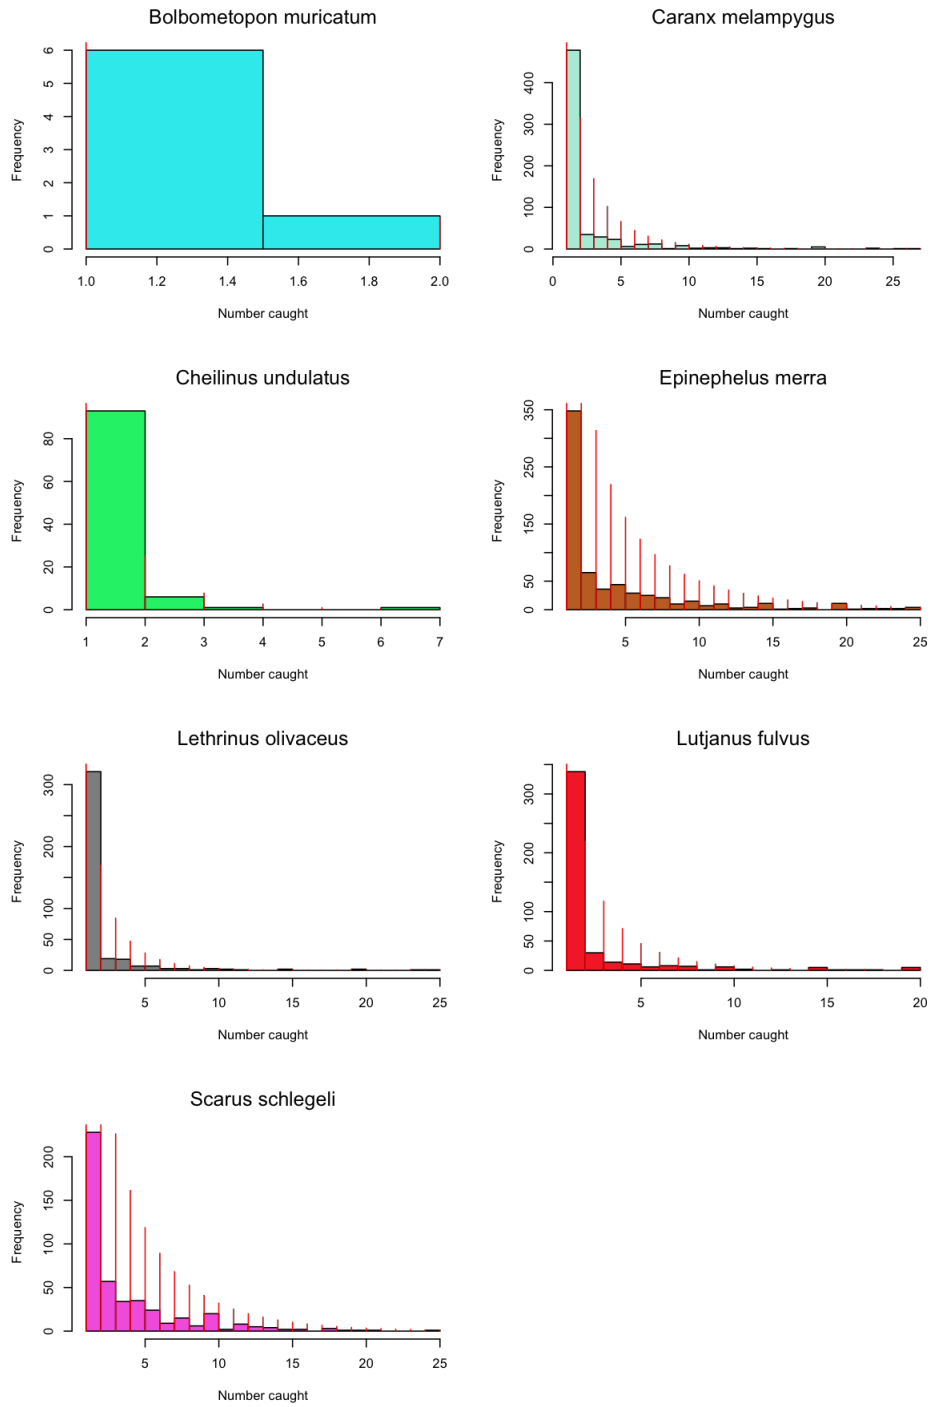 Bolbometopon muricatum
Frequency
0 1 2 3 4 5 6
1.0 1.2 1.4 1.6 1.8 2.0
Number caught
Caranx melampygus
Frequency
0 100 200 300 400
0 5 10 15 20 25
Number caught
Cheilinus undulatus
Frequency
0 20 40 60 80
1 2 3 4 5 6 7
Number caught
Epinephelus merra
Frequency
0 50 150 250 350
5 10 15 20 25
Number caught
Lethrinus olivaceus
Frequency
0 50 100 200 300
5 10 15 20 25
Number caught
Lutjanus fulvus
Frequency
0 50 100 200 300
5 10 15 20
Number caught
Scarus schlegeli
Frequency
0 50 100 150 200
5 10 15 20 25
Number caught